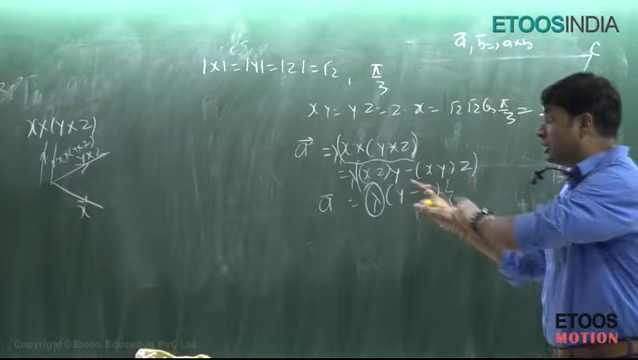 ETOOSINDIA
a⃗, b⃗ =, a×b
|x| = |y| = |z| = √2 , π/3
x y = y z = z · x = √2 √2 Cos π/3 =
x×(y×z)
x×(y×z)
y×z
x
a⃗ = λ(x×(y×z))
= λ((x z) y - (x y) z)
a⃗ = λ (y -
Copyright © Etoos Education Pvt. Ltd.
ETOOS
MOTION